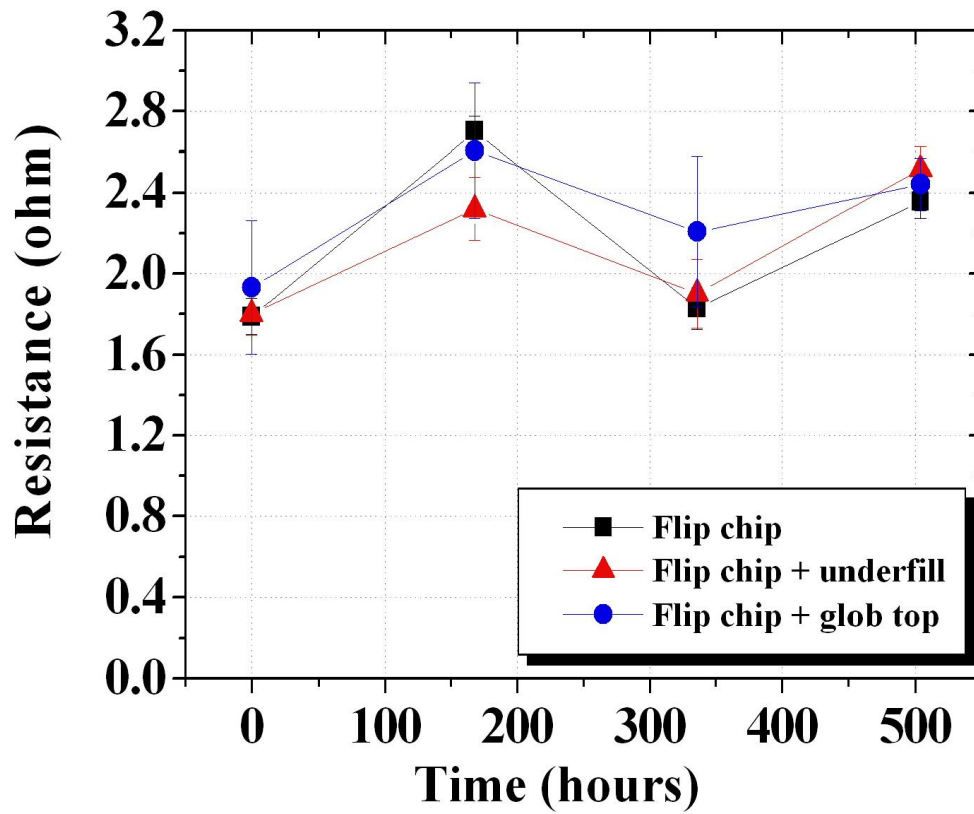 3.2
2.8
2.4
2.0
1.6
1.2
0.8
0.4
0.0
Resistance (ohm)
Flip chip
Flip chip + underfill
Flip chip + glob top
0 100 200 300 400 500
Time (hours)